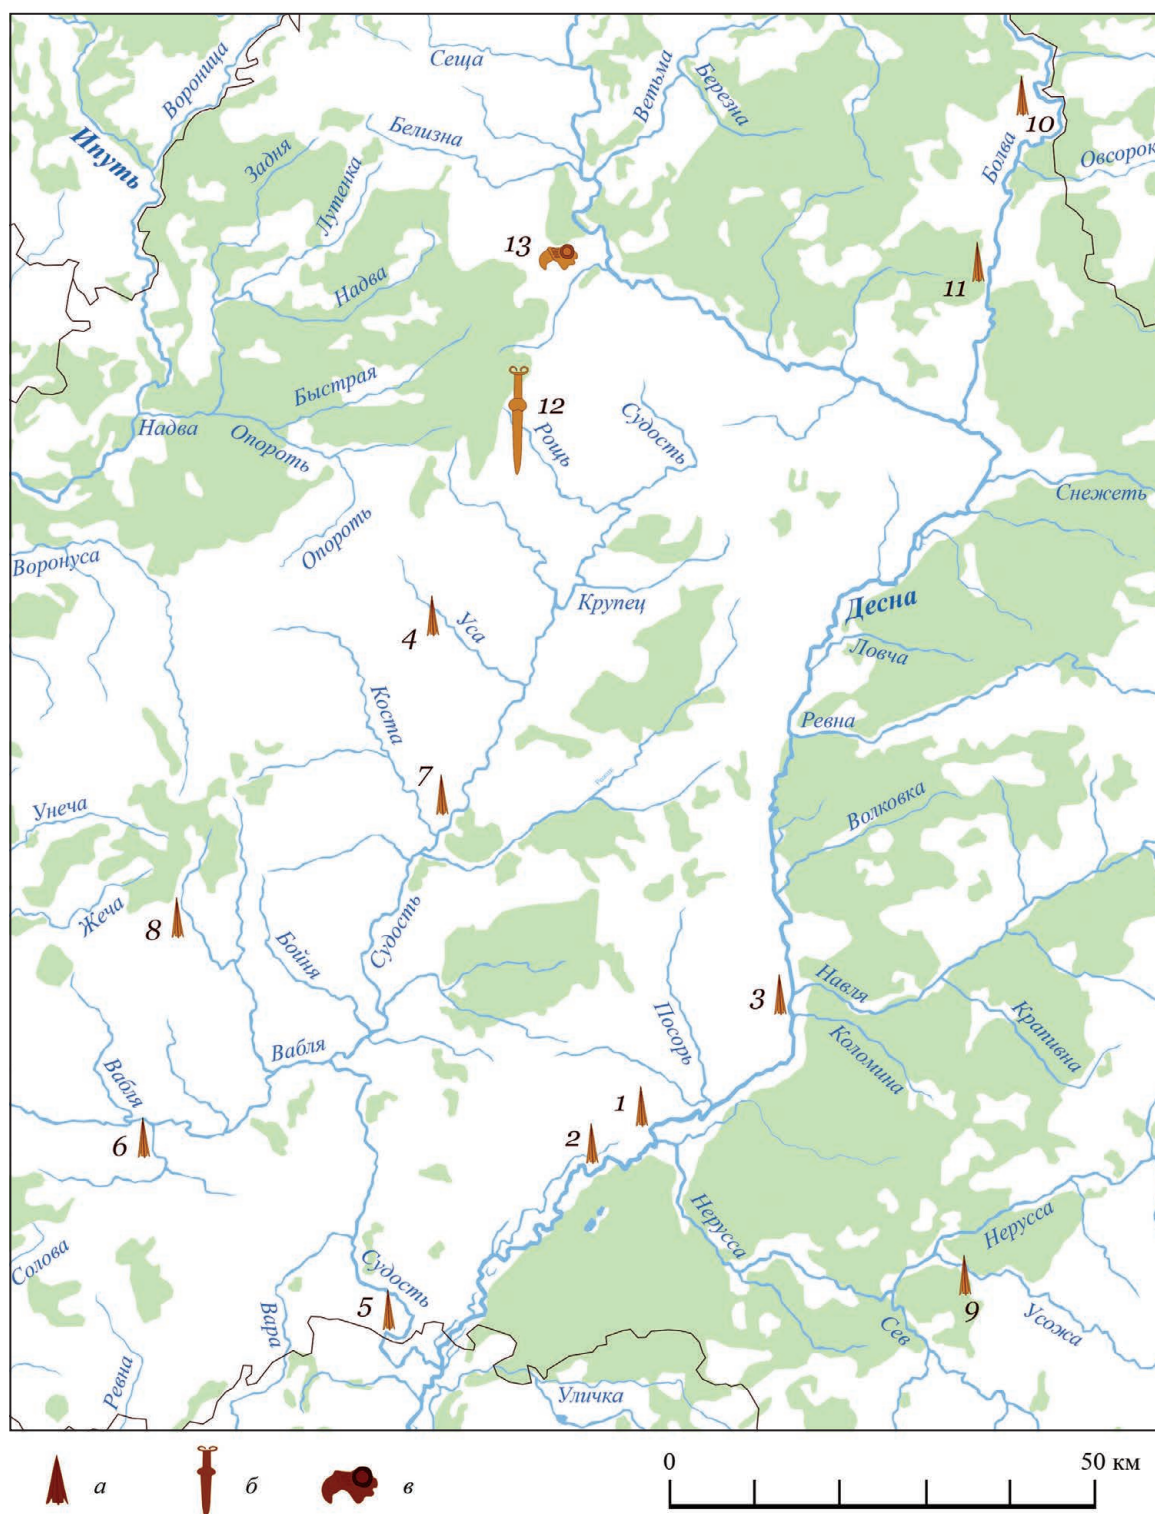 Сеща
Вороница
Ветьма
Березна
10
Ипуть
Белизна
Болва
Овсорок
Задня
Лутенка
13
11
Надва
Быстрая
12
Судость
Надва
Опороть
Рощь
Снежеть
Опороть
Воронуса
Крупец
Десна
4
Уса
Ловча
Коста
Ревна
7
Унеча
Волковка
Жеча
8
Бойня
Судость
3
Навля
Посорь
Крапивна
Коломина
Вабля
Вабля
1
2
6
Нерусса
Нерусса
Солова
Судость
5
Вара
9
Усожа
Сев
Ревна
Уличка
а
б
в
0
50 км